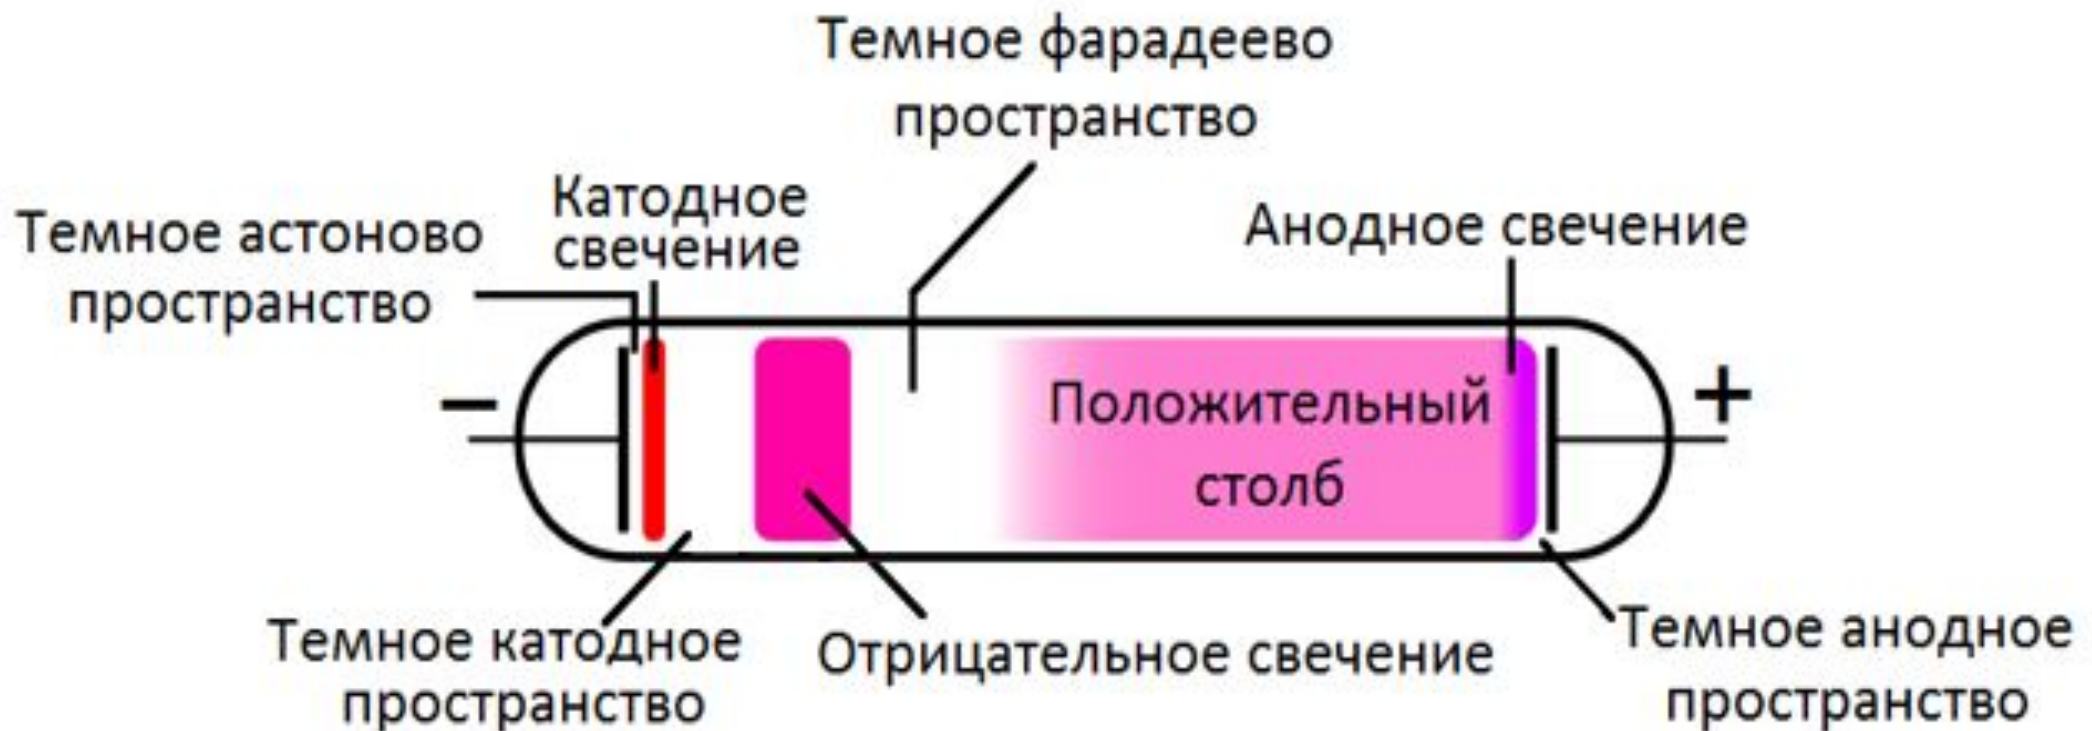 Темное фарадеево
пространство
Катодное
свечение
Темное астоново
пространство
Анодное свечение
−
+
Положительный
столб
Темное катодное
пространство
Отрицательное свечение
Темное анодное
пространство